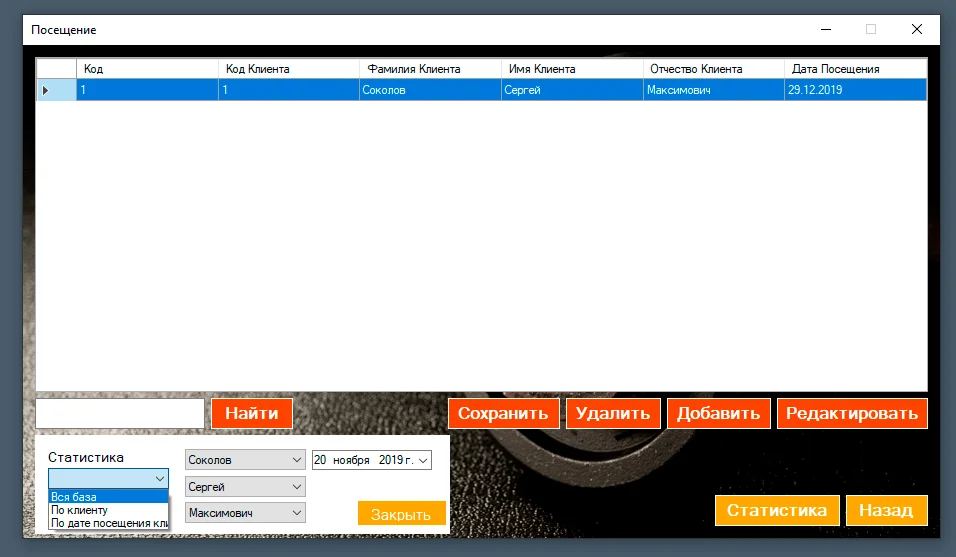 Посещение
Код Код Клиента Фамилия Клиента Имя Клиента Отчество Клиента Дата Посещения
1 1 Соколов Сергей Максимович 29.12.2019
Найти Сохранить Удалить Добавить Редактировать
Статистика
Соколов 20 ноября 2019 г.
Вся база
Сергей
По клиенту
Максимович
По дате посещения кли
Закрыть
Статистика Назад